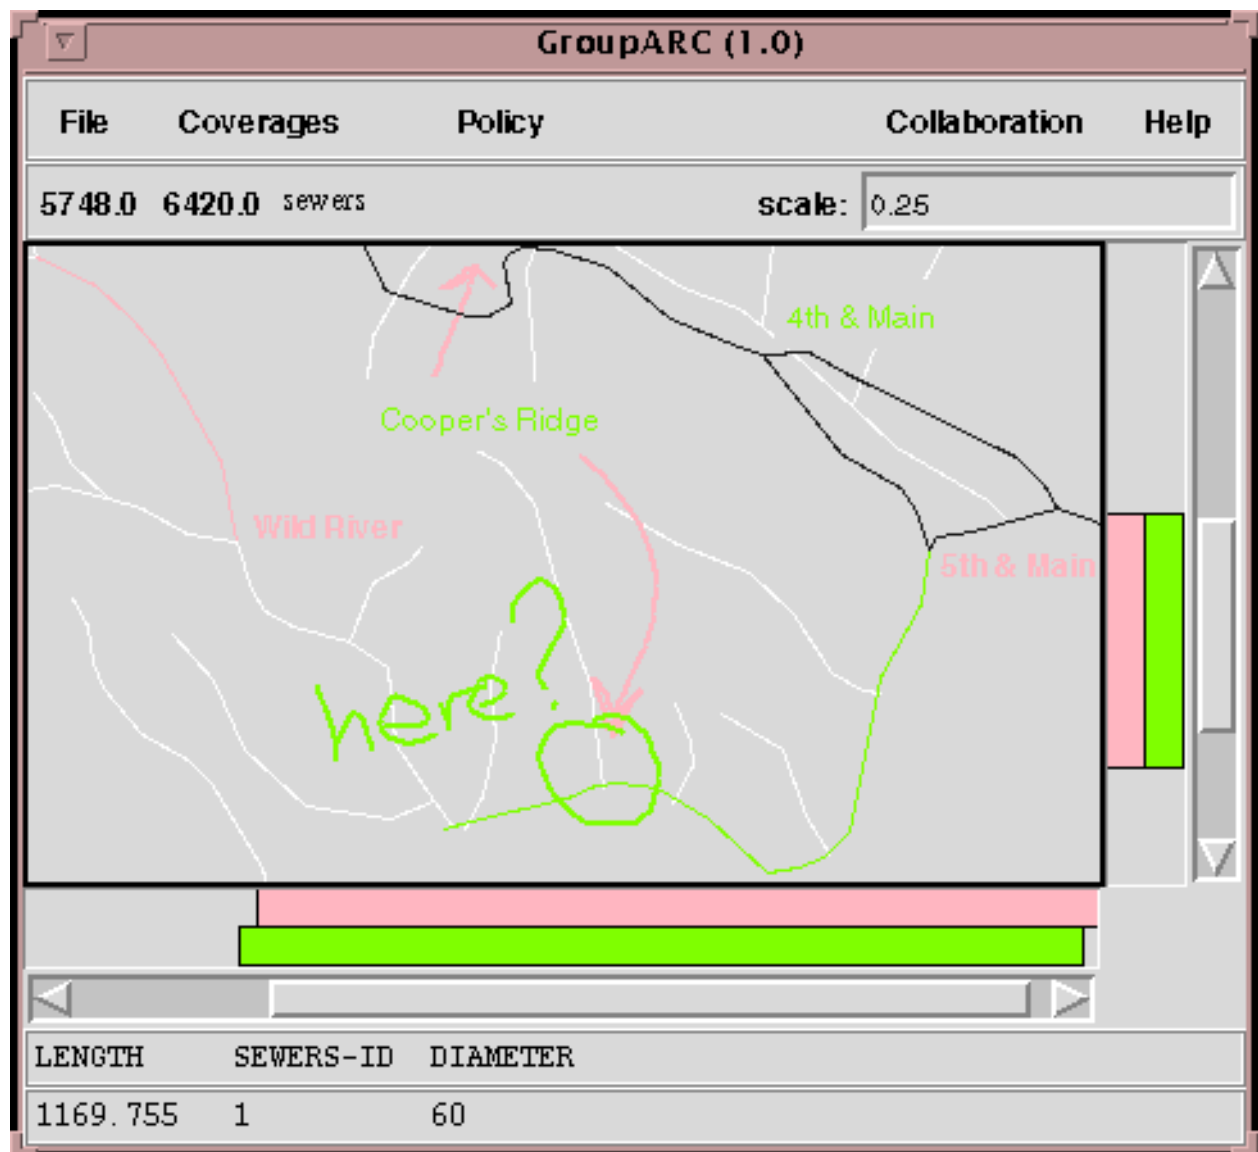 GroupARC (1.0)
File Coverages Policy Collaboration Help
5748.0 6420.0 sewers scale: 0.25
4th & Main
Cooper's Ridge
Wild River
5th & Main
here?
LENGTH SEWERS-ID DIAMETER
1169.755 1 60